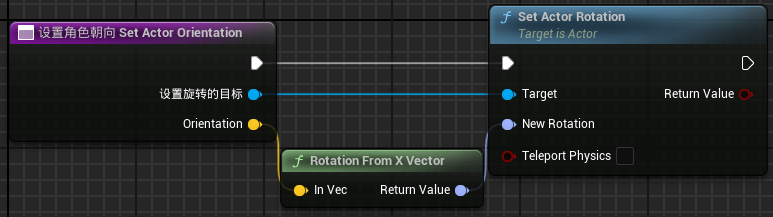 设置角色朝向 Set Actor Orientation
设置旋转的目标
Orientation
Rotation From X Vector
In Vec
Return Value
Set Actor Rotation
Target is Actor
Target
Return Value
New Rotation
Teleport Physics